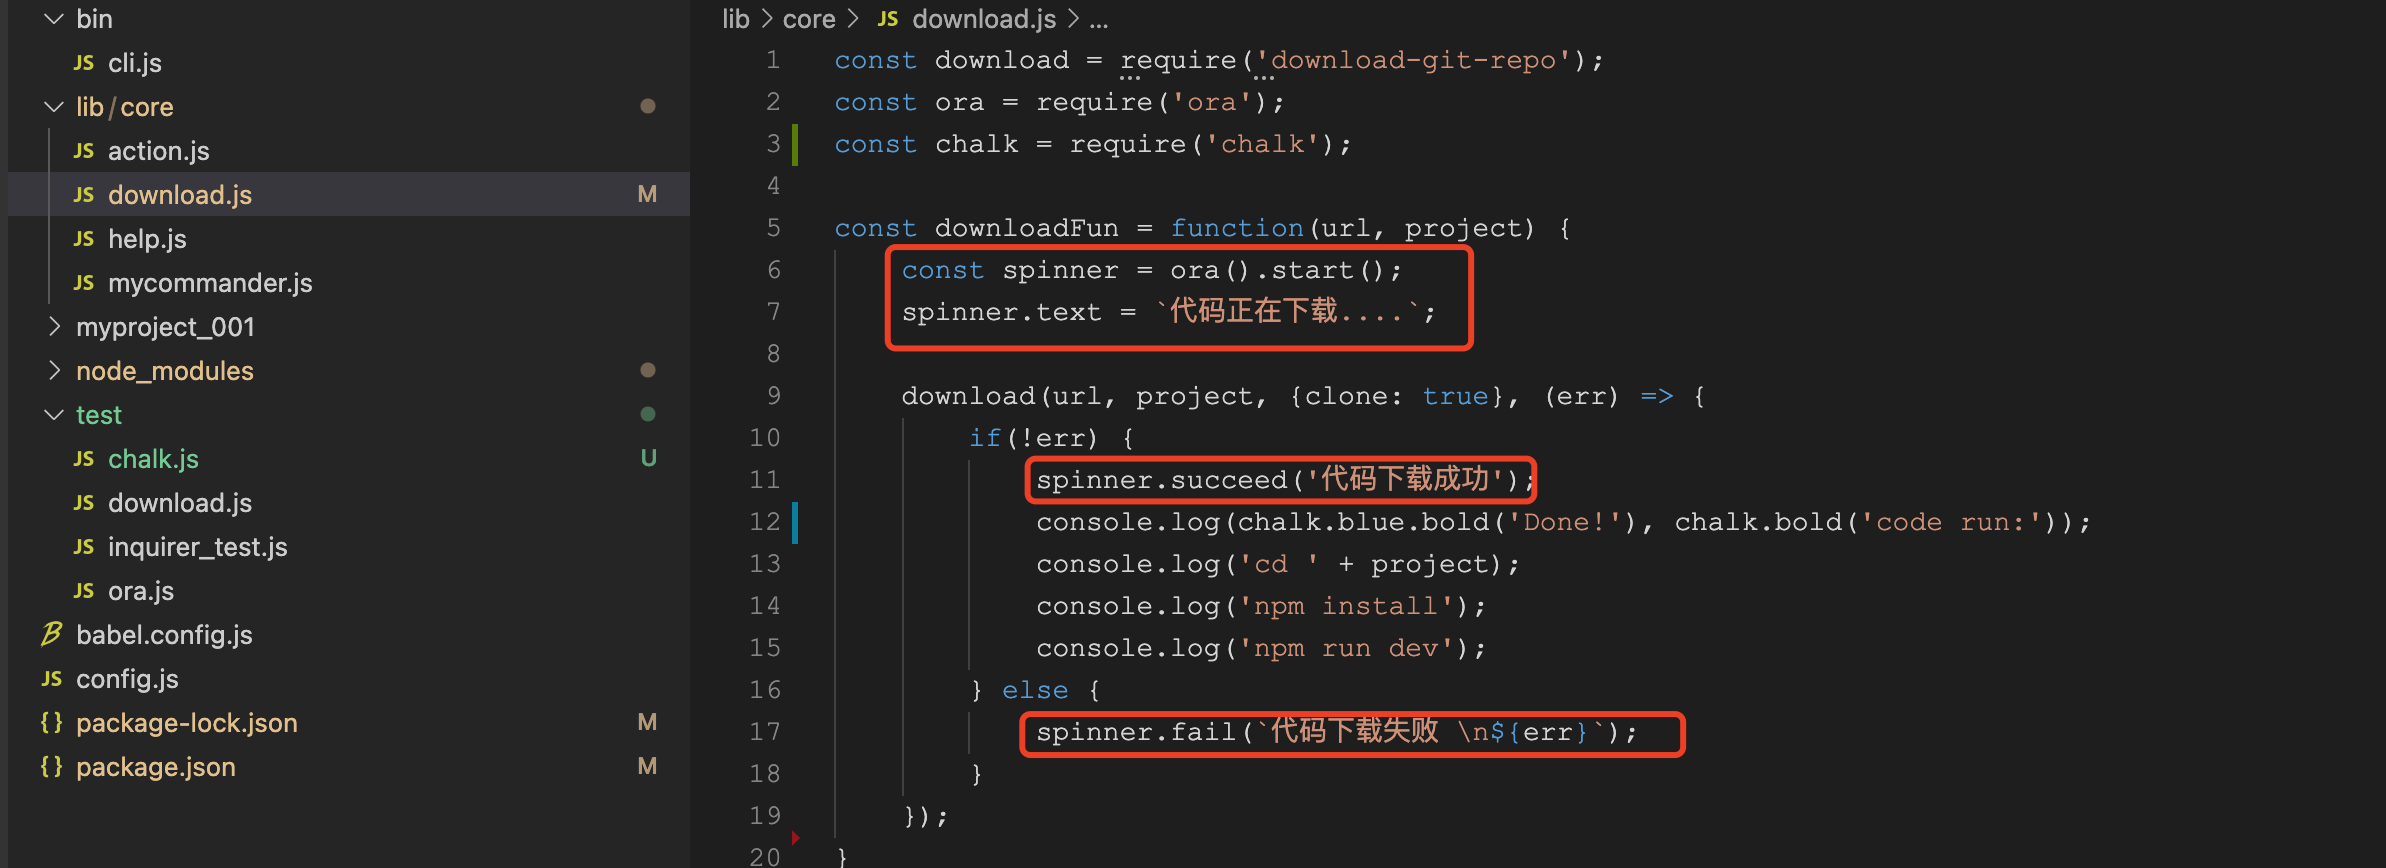 bin
JS cli.js
lib/core
JS action.js
JS download.js M
JS help.js
JS mycommander.js
myproject_001
node_modules
test
JS chalk.js U
JS download.js
JS inquirer_test.js
JS ora.js
babel.config.js
JS config.js
{} package-lock.json M
{} package.json M
lib > core > JS download.js > ...
1 const download = require('download-git-repo');
2 const ora = require('ora');
3 const chalk = require('chalk');
4
5 const downloadFun = function(url, project) {
6 const spinner = ora().start();
7 spinner.text = `代码正在下载....`;
8
9 download(url, project, {clone: true}, (err) => {
10 if(!err) {
11 spinner.succeed('代码下载成功');
12 console.log(chalk.blue.bold('Done!'), chalk.bold('code run:'));
13 console.log('cd ' + project);
14 console.log('npm install');
15 console.log('npm run dev');
16 } else {
17 spinner.fail(`代码下载失败 \n${err}`);
18 }
19 });
20 }